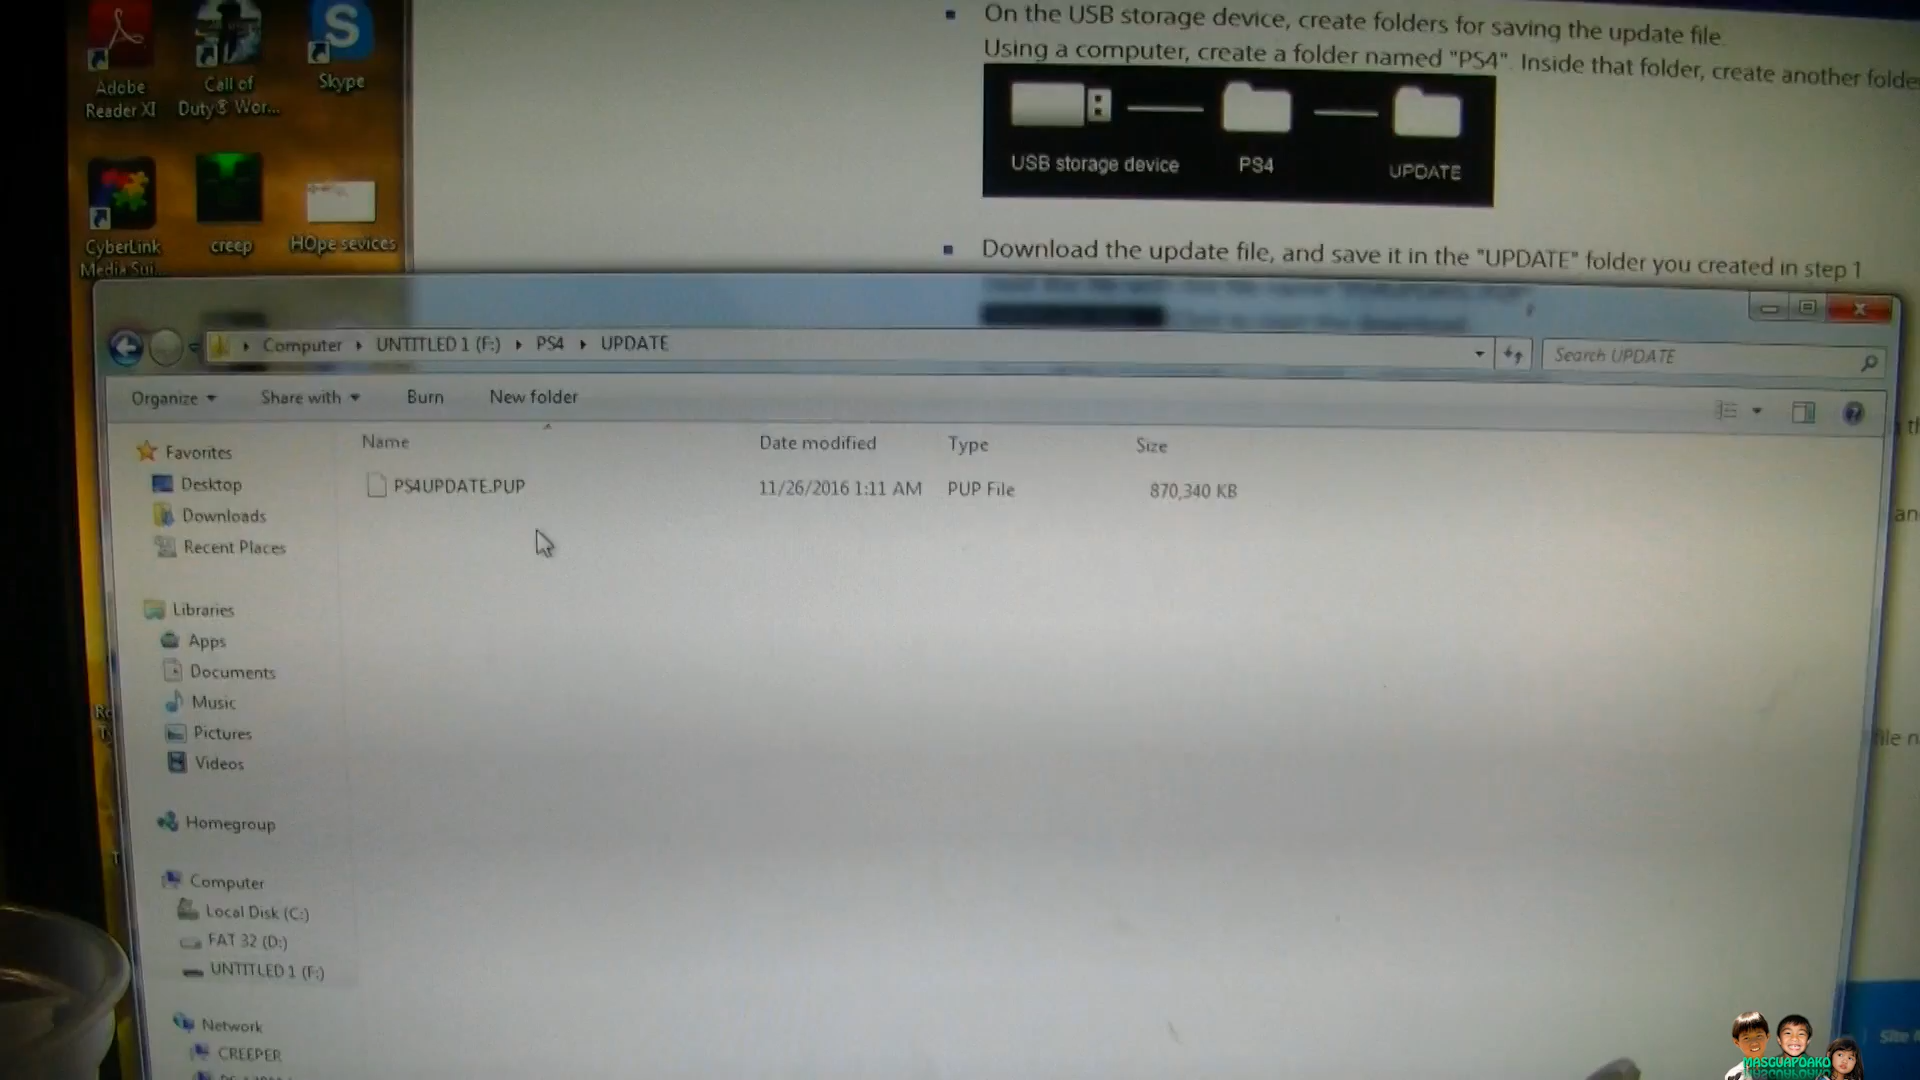 On the USB storage device, create folders for saving the update file.
Using a computer, create a folder named "PS4". Inside that folder, create another folder
USB storage device
PS4
UPDATE
Download the update file, and save it in the "UPDATE" folder you created in step 1
Adobe
Reader XI
Call of
Duty® Wor...
Skype
CyberLink
Media Sui...
creep
HOpe sevices
Computer
UNTITLED 1 (F:)
PS4
UPDATE
Search UPDATE
Organize
Share with
Burn
New folder
Name
Date modified
Type
Size
PS4UPDATE.PUP
11/26/2016 1:11 AM
PUP File
870,340 KB
Favorites
Desktop
Downloads
Recent Places
Libraries
Apps
Documents
Music
Pictures
Videos
Homegroup
Computer
Local Disk (C:)
FAT 32 (D:)
UNTITLED 1 (F:)
Network
CREEPER
MASGUAPOAKO